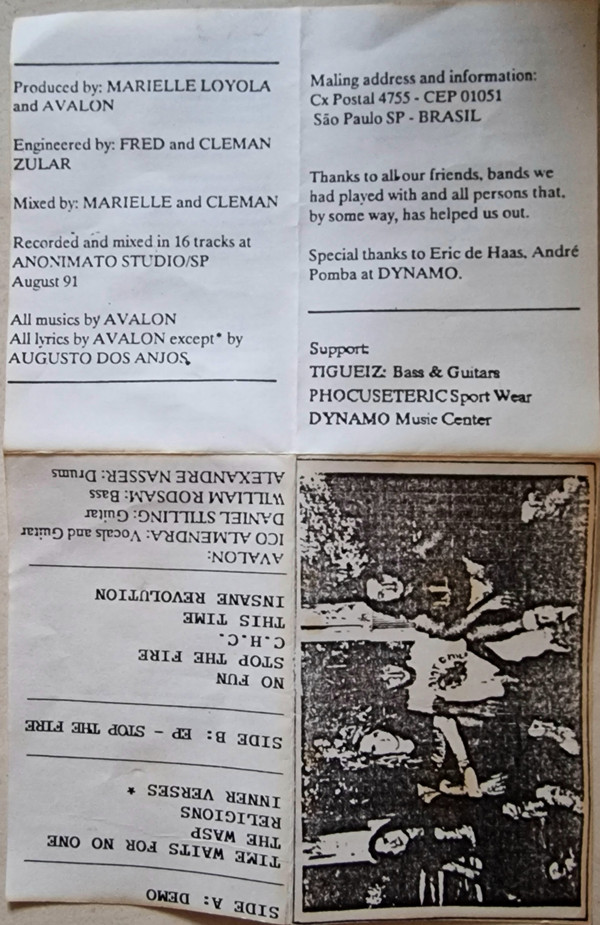 Produced by: MARIELLE LOYOLA
and AVALON
Engineered by: FRED and CLEMAN
ZULAR
Mixed by: MARIELLE and CLEMAN
Recorded and mixed in 16 tracks at
ANONIMATO STUDIO/SP
August 91
All musics by AVALON
All lyrics by AVALON except* by
AUGUSTO DOS ANJOS
Maling address and information:
Cx Postal 4755 - CEP 01051
São Paulo SP - BRASIL
Thanks to all our friends, bands we
had played with and all persons that,
by some way, has helped us out.
Special thanks to Eric de Haas, André
Pomba at DYNAMO.
Support:
TIGUEIZ: Bass & Guitars
PHOCUSETERIC Sport Wear
DYNAMO Music Center
SIDE A: DEMO
TIME WAITS FOR NO ONE
THE WASP
RELIGIONS
INNER VERSES *
SIDE B: EP - STOP THE FIRE
NO FUN
STOP THE FIRE
C.H.C.
THIS TIME
INSANE REVOLUTION
AVALON:
ICO ALMENDRA: Vocals and Guitar
DANIEL STILLING: Guitar
WILLIAM RODSAM: Bass
ALEXANDRE NASSER: Drums